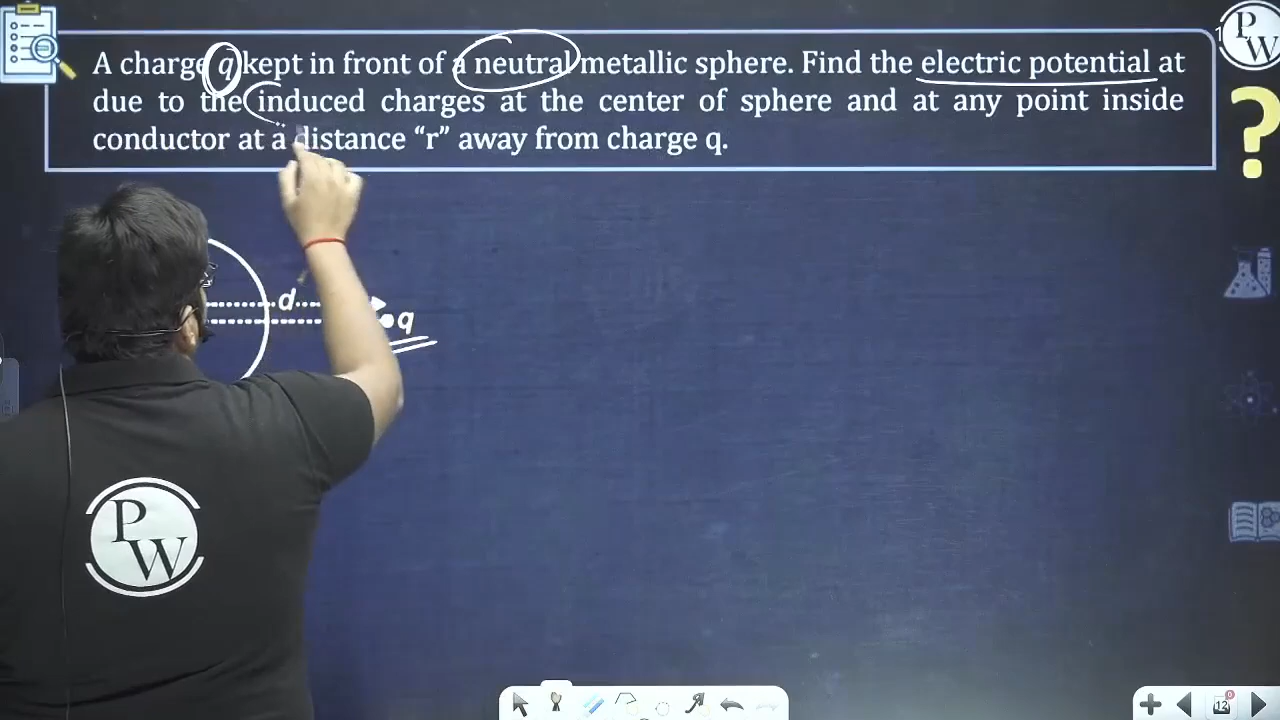 P
W
A charge q kept in front of a neutral metallic sphere. Find the electric potential at
due to the induced charges at the center of sphere and at any point inside
conductor at a distance “r” away from charge q.
?
d
q
P
W
12